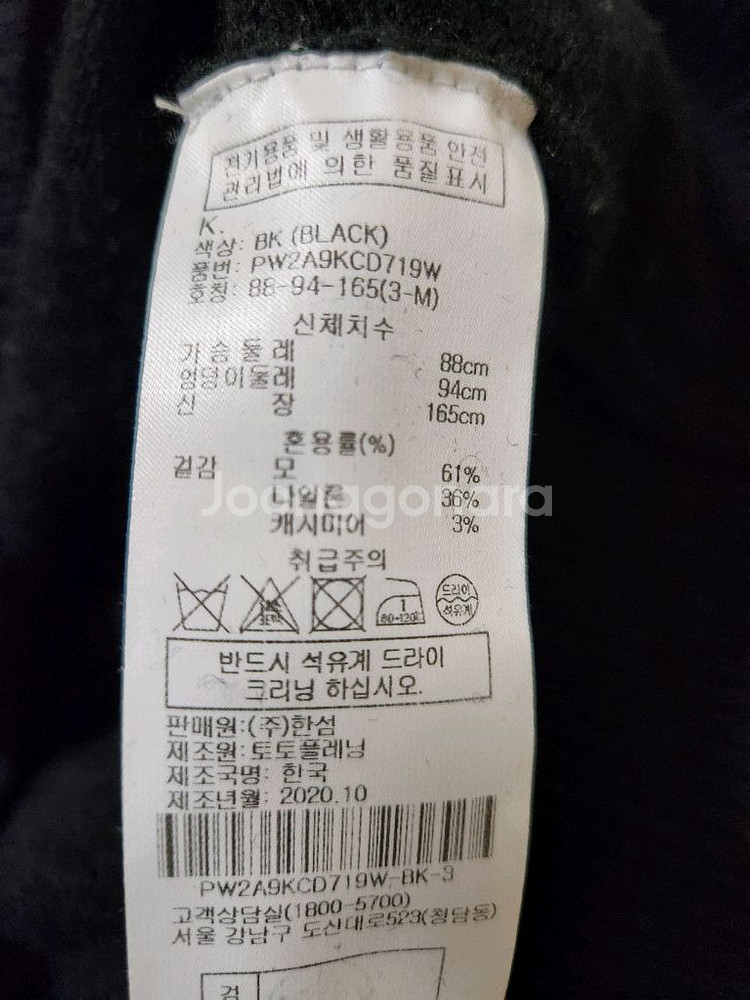 전기용품 및 생활용품 안전
관리법에 의한 품질표시
K.
색상: BK (BLACK)
품번: PW2A9KCD719W
호칭: 88-94-165(3-M)
신체치수
가슴둘레 88cm
엉덩이둘레 94cm
신장 165cm
혼용률(%)
겉감 모 61%
나일론 36%
캐시미어 3%
Joongagonara
취급주의
1 80-120℃ 드라이 석유계
반드시 석유계 드라이
크리닝 하십시오.
판매원:(주)한섬
제조원:토토플레닝
제조국명: 한국
제조년월: 2020.10
PW2A9KCD719W-BK-3
고객상담실(1800-5700)
서울 강남구 도산대로523(청담동)
검